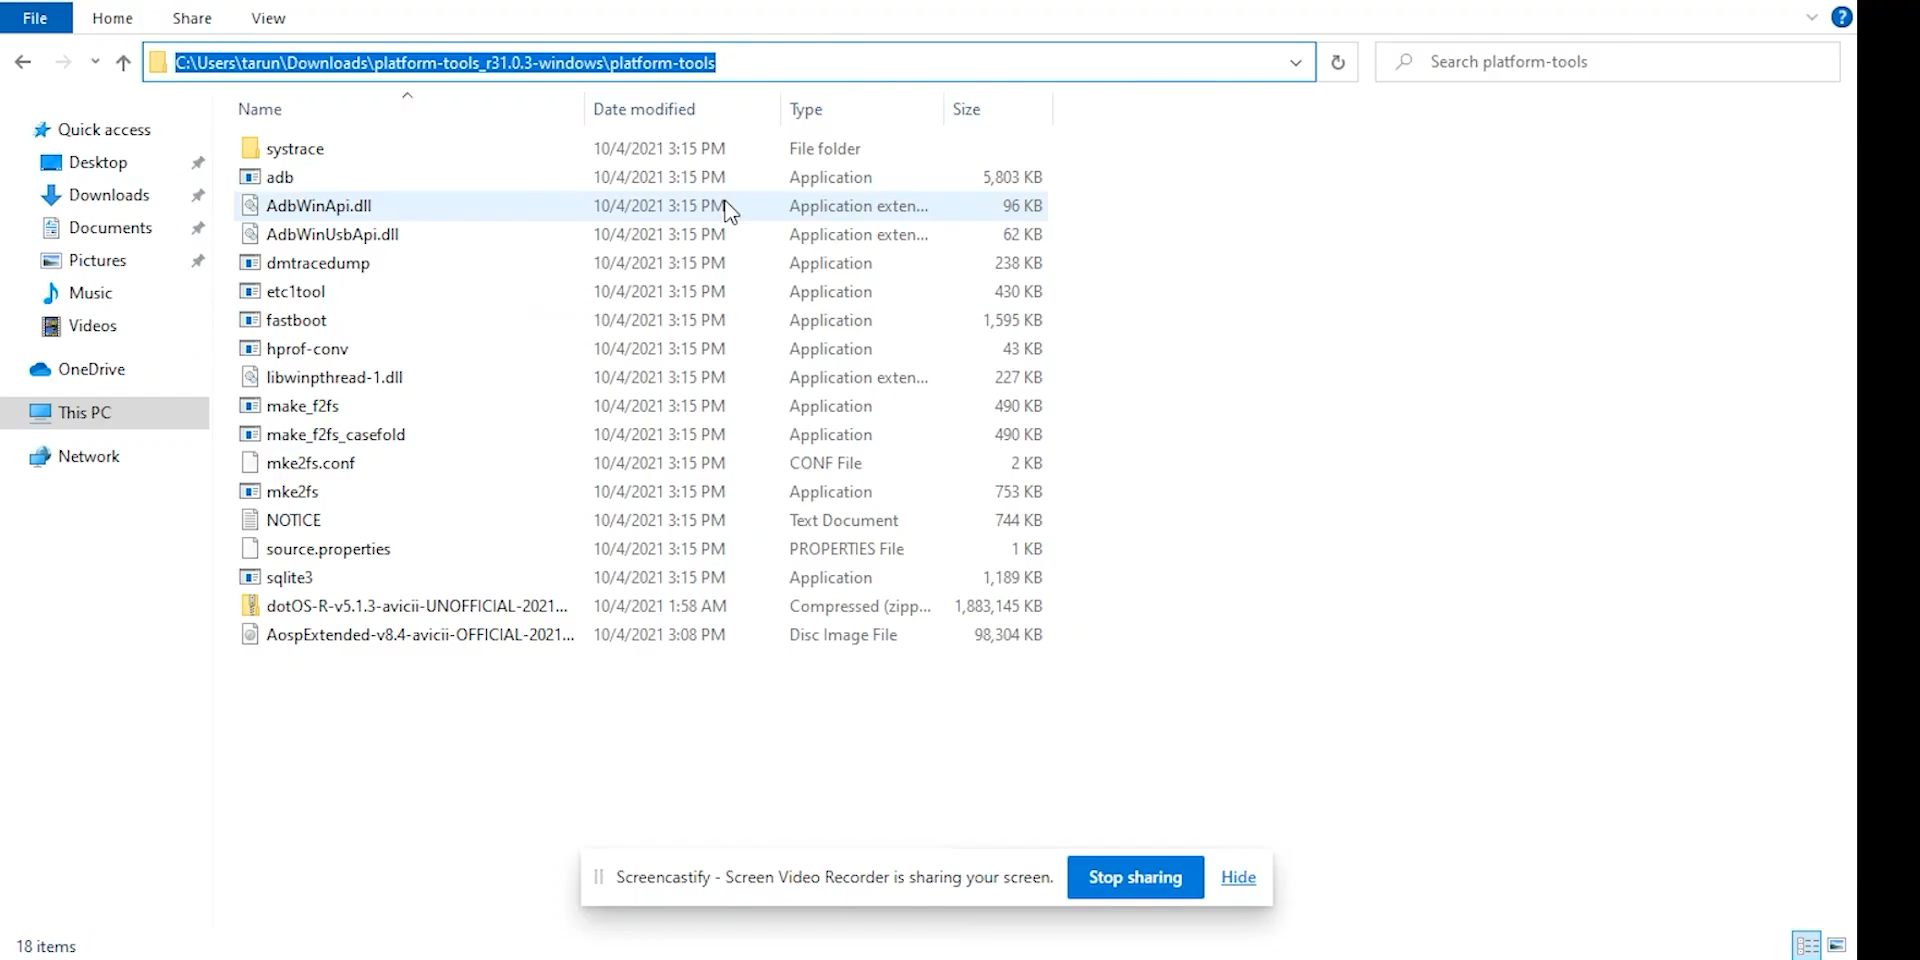 File Home Share View
C:\Users\tarun\Downloads\platform-tools_r31.0.3-windows\platform-tools
Search platform-tools
Name Date modified Type Size
Quick access
Desktop
Downloads
Documents
Pictures
Music
Videos
OneDrive
This PC
Network
systrace 10/4/2021 3:15 PM File folder
adb 10/4/2021 3:15 PM Application 5,803 KB
AdbWinApi.dll 10/4/2021 3:15 PM Application exten... 96 KB
AdbWinUsbApi.dll 10/4/2021 3:15 PM Application exten... 62 KB
dmtracedump 10/4/2021 3:15 PM Application 238 KB
etc1tool 10/4/2021 3:15 PM Application 430 KB
fastboot 10/4/2021 3:15 PM Application 1,595 KB
hprof-conv 10/4/2021 3:15 PM Application 43 KB
libwinpthread-1.dll 10/4/2021 3:15 PM Application exten... 227 KB
make_f2fs 10/4/2021 3:15 PM Application 490 KB
make_f2fs_casefold 10/4/2021 3:15 PM Application 490 KB
mke2fs.conf 10/4/2021 3:15 PM CONF File 2 KB
mke2fs 10/4/2021 3:15 PM Application 753 KB
NOTICE 10/4/2021 3:15 PM Text Document 744 KB
source.properties 10/4/2021 3:15 PM PROPERTIES File 1 KB
sqlite3 10/4/2021 3:15 PM Application 1,189 KB
dotOS-R-v5.1.3-avicii-UNOFFICIAL-2021... 10/4/2021 1:58 AM Compressed (zipp... 1,883,145 KB
AospExtended-v8.4-avicii-OFFICIAL-2021... 10/4/2021 3:08 PM Disc Image File 98,304 KB
Screencastify - Screen Video Recorder is sharing your screen. Stop sharing Hide
18 items